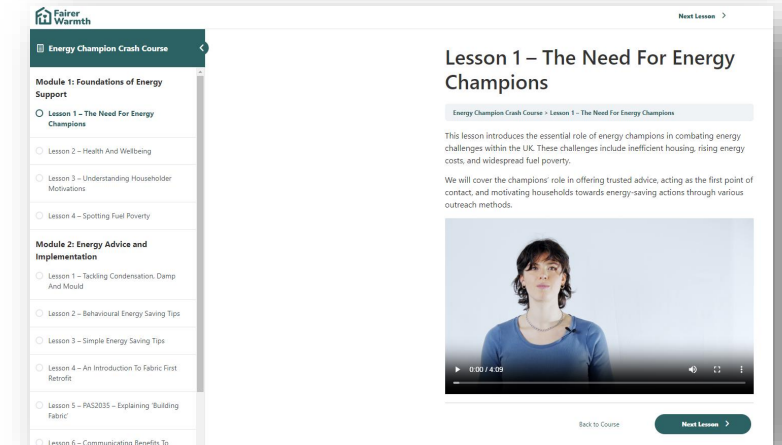 Fairer
Warmth
Next Lesson
Energy Champion Crash Course
Module 1: Foundations of Energy
Support
Lesson 1 – The Need For Energy
Champions
Lesson 2 – Health And Wellbeing
Lesson 3 – Understanding Householder
Motivations
Lesson 4 – Spotting Fuel Poverty
Module 2: Energy Advice and
Implementation
Lesson 1 – Tackling Condensation, Damp
And Mould
Lesson 2 – Behavioural Energy Saving Tips
Lesson 3 – Simple Energy Saving Tips
Lesson 4 – An Introduction To Fabric First
Retrofit
Lesson 5 – PAS2035 – Explaining 'Building
Fabric'
Lesson 6 – Communicating Benefits To
Lesson 1 – The Need For Energy
Champions
Energy Champion Crash Course > Lesson 1 – The Need For Energy Champions
This lesson introduces the essential role of energy champions in combating energy
challenges within the UK. These challenges include inefficient housing, rising energy
costs, and widespread fuel poverty.
We will cover the champions' role in offering trusted advice, acting as the first point of
contact, and motivating households towards energy-saving actions through various
outreach methods.
0:00 / 4:09
Back to Course
Next Lesson